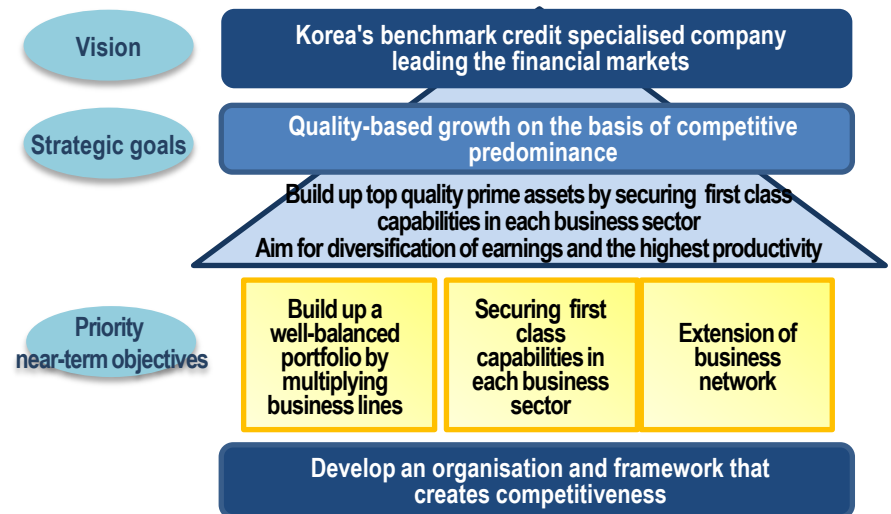 Vision
Korea's benchmark credit specialised company
leading the financial markets
Strategic goals
Quality-based growth on the basis of competitive
predominance
Build up top quality prime assets by securing first class
capabilities in each business sector
Aim for diversification of earnings and the highest productivity
Priority
near-term objectives
Build up a
well-balanced
portfolio by
multiplying
business lines
Securing first
class
capabilities in
each business
sector
Extension of
business
network
Develop an organisation and framework that
creates competitiveness